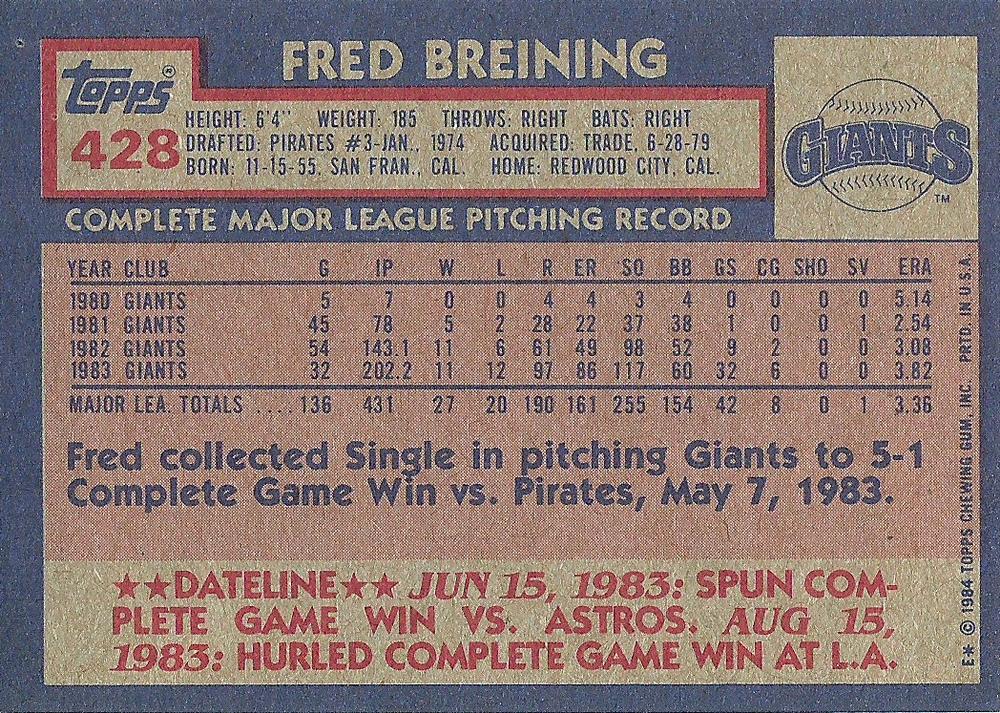 FRED BREINING
Topps®
428
HEIGHT: 6'4" WEIGHT: 185 THROWS: RIGHT BATS: RIGHT
DRAFTED: PIRATES #3-JAN., 1974 ACQUIRED: TRADE, 6-28-79
BORN: 11-15-55, SAN FRAN., CAL. HOME: REDWOOD CITY, CAL.
GIANTS
TM
COMPLETE MAJOR LEAGUE PITCHING RECORD
YEAR CLUB G IP W L R ER SO BB GS CG SHO SV ERA
1980 GIANTS 5 7 0 0 4 4 3 4 0 0 0 0 5.14
1981 GIANTS 45 78 5 2 28 22 37 38 1 0 0 1 2.54
1982 GIANTS 54 143.1 11 6 61 49 98 52 9 2 0 0 3.08
1983 GIANTS 32 202.2 11 12 97 86 117 60 32 6 0 0 3.82
MAJOR LEA. TOTALS .... 136 431 27 20 190 161 255 154 42 8 0 1 3.36
Fred collected Single in pitching Giants to 5-1
Complete Game Win vs. Pirates, May 7, 1983.
★★DATELINE★★ JUN 15, 1983: SPUN COM-
PLETE GAME WIN VS. ASTROS. AUG 15,
1983: HURLED COMPLETE GAME WIN AT L.A.
E* © 1984 TOPPS CHEWING GUM, INC. PRTD. IN U.S.A.